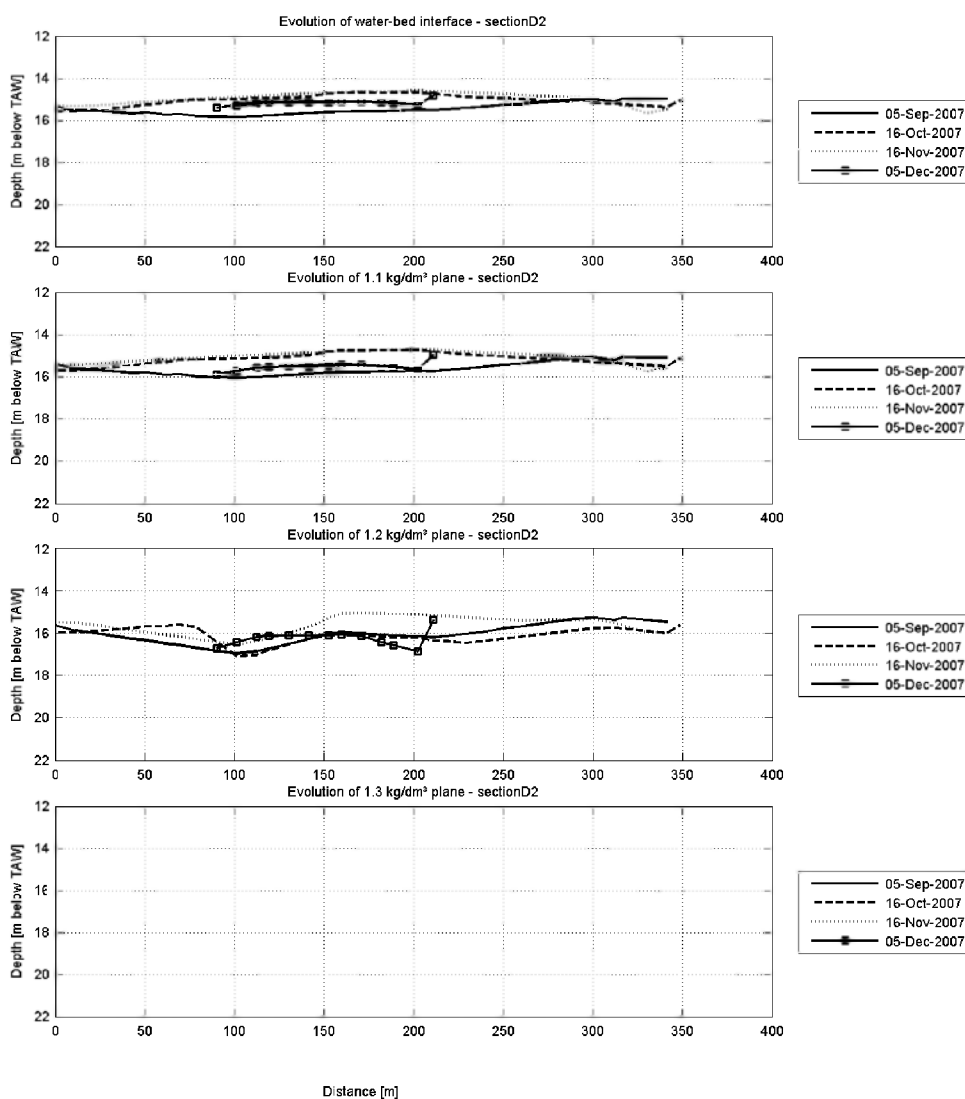 Evolution of water-bed interface - sectionD2
12
14
16
18
20
22
Depth [m below TAW]
0 50 100 150 200 250 300 350 400
05-Sep-2007
16-Oct-2007
16-Nov-2007
05-Dec-2007
Evolution of 1.1 kg/dm³ plane - sectionD2
12
14
16
18
20
22
Depth [m below TAW]
0 50 100 150 200 250 300 350 400
05-Sep-2007
16-Oct-2007
16-Nov-2007
05-Dec-2007
Evolution of 1.2 kg/dm³ plane - sectionD2
12
14
16
18
20
22
Depth [m below TAW]
0 50 100 150 200 250 300 350 400
05-Sep-2007
16-Oct-2007
16-Nov-2007
05-Dec-2007
Evolution of 1.3 kg/dm³ plane - sectionD2
12
14
16
18
20
22
Depth [m below TAW]
0 50 100 150 200 250 300 350 400
05-Sep-2007
16-Oct-2007
16-Nov-2007
05-Dec-2007
Distance [m]